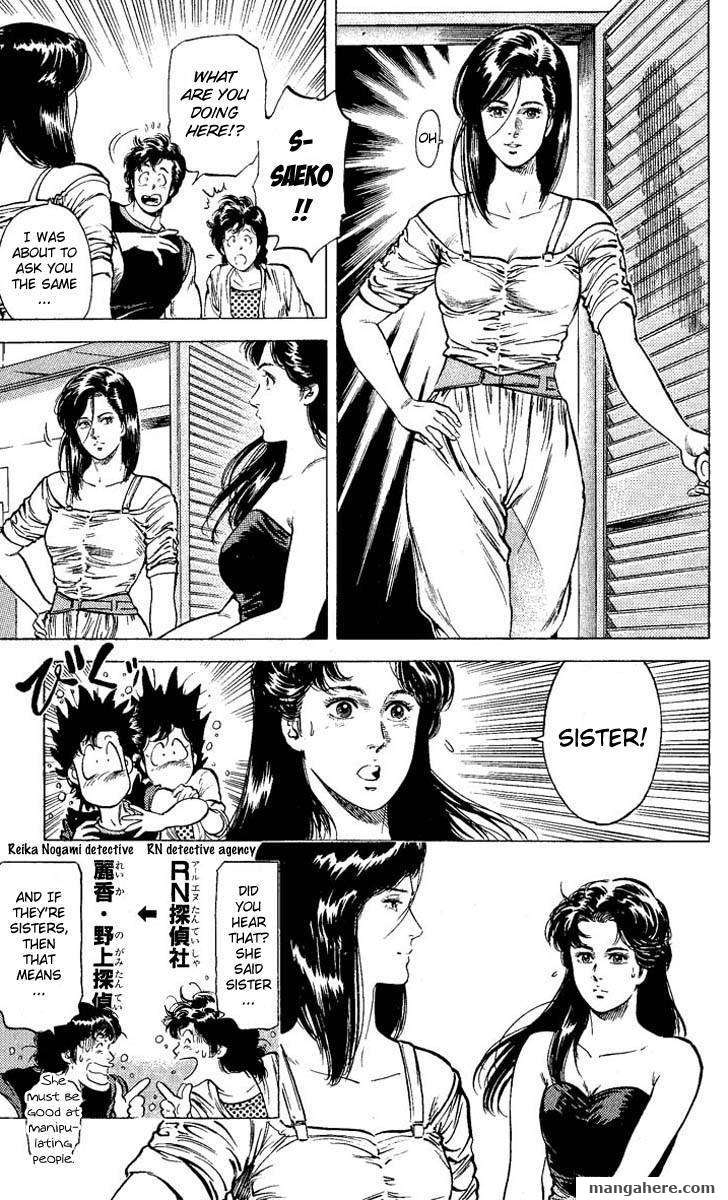 OH
S-
SAEKO
!!
WHAT
ARE YOU
DOING
HERE!?
I WAS
ABOUT TO
ASK YOU
THE SAME
...
SISTER!
びくっ
Reika Nogami detective RN detective agency
RN探偵社
アールエヌたんていしゃ
麗香・野上探偵
れいか のがみたんてい
DID
YOU
HEAR
THAT?
SHE
SAID
SISTER
...
AND IF
THEY'RE
SISTERS,
THEN
THAT
MEANS
...
She
must be
good at
manipu-
lating
people.
mangahere.com